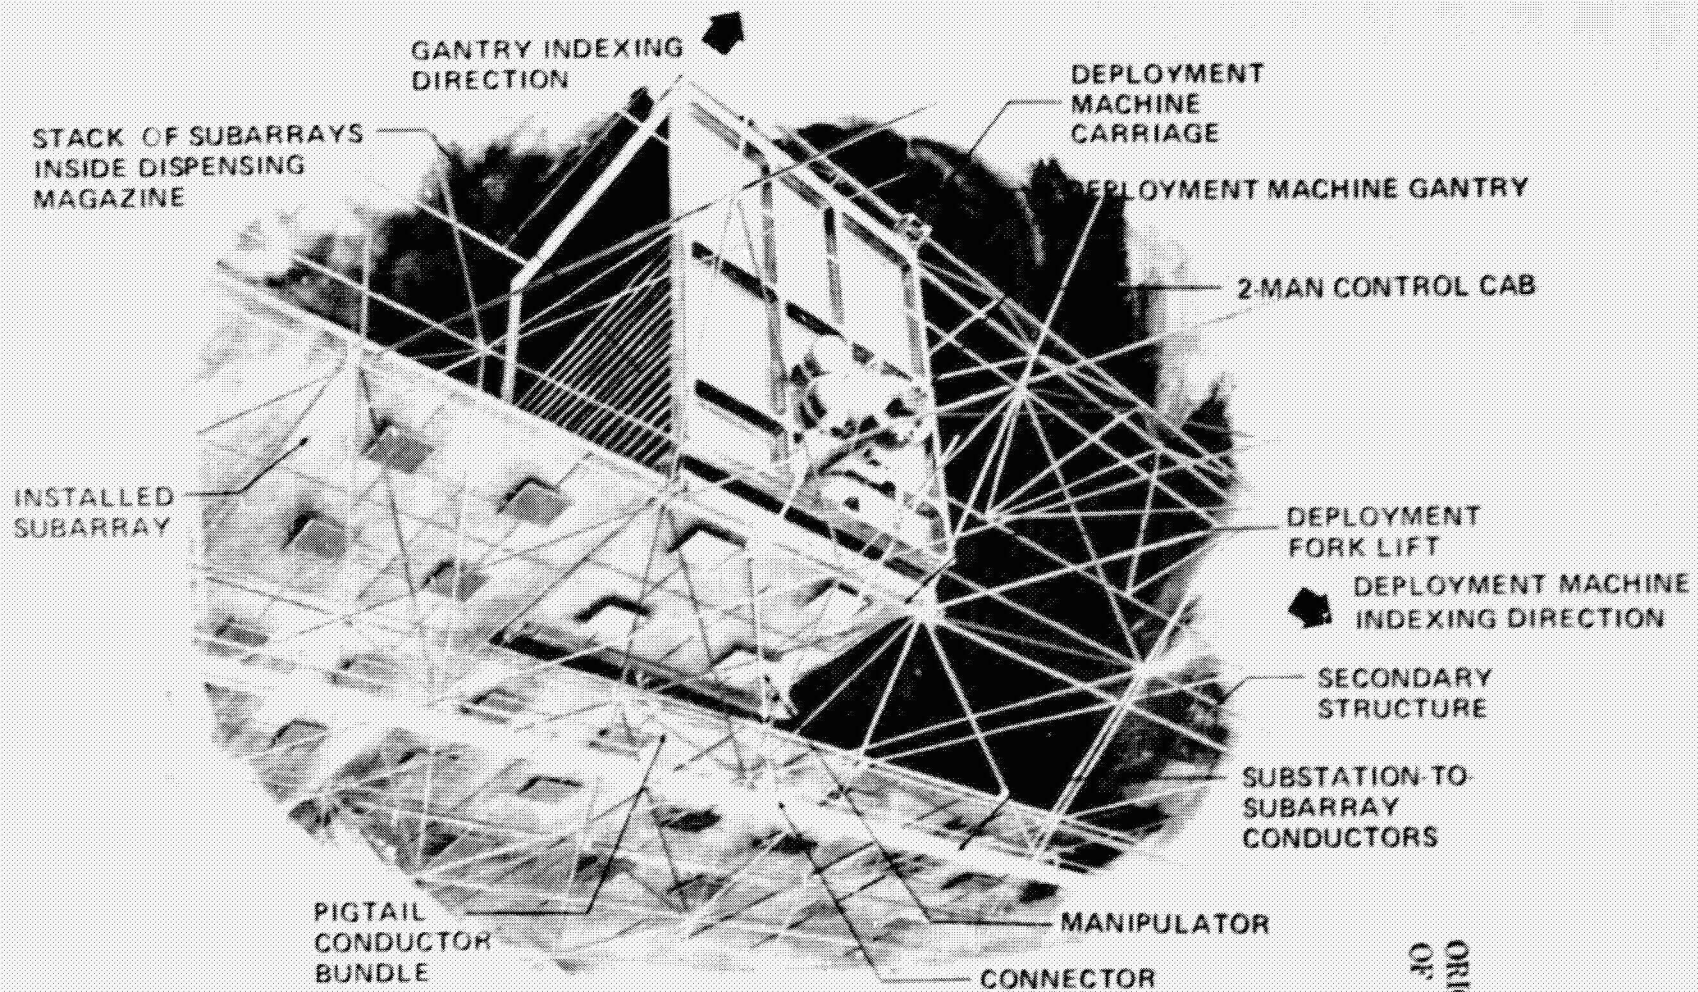 GANTRY INDEXING
DIRECTION
STACK OF SUBARRAYS
INSIDE DISPENSING
MAGAZINE
DEPLOYMENT
MACHINE
CARRIAGE
DEPLOYMENT MACHINE GANTRY
2-MAN CONTROL CAB
INSTALLED
SUBARRAY
DEPLOYMENT
FORK LIFT
DEPLOYMENT MACHINE
INDEXING DIRECTION
SECONDARY
STRUCTURE
SUBSTATION-TO-
SUBARRAY
CONDUCTORS
PIGTAIL
CONDUCTOR
BUNDLE
MANIPULATOR
CONNECTOR
OF